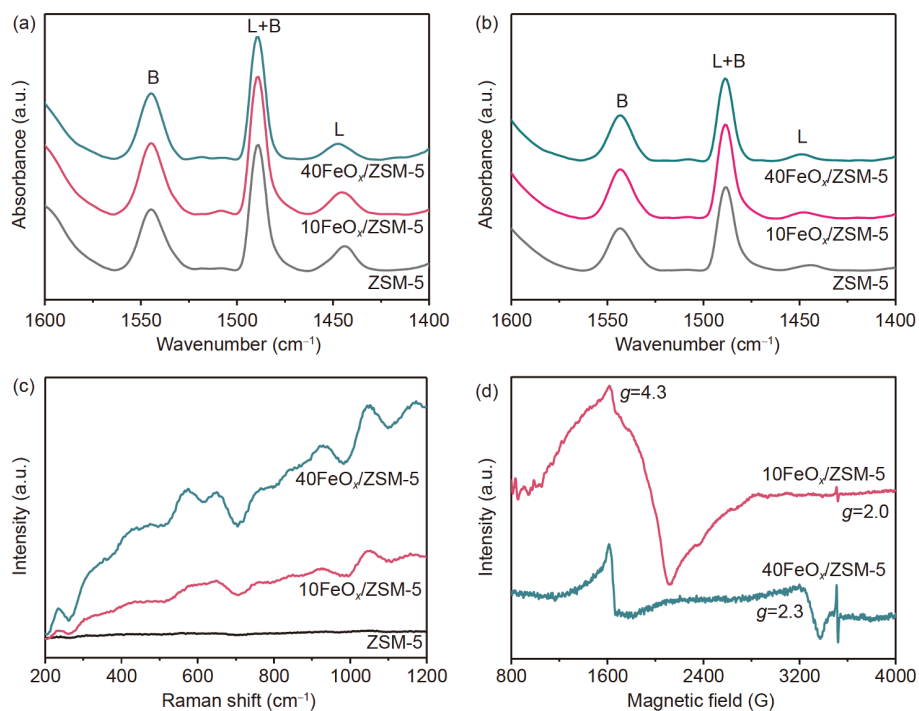 (a)
B
L+B
L
40FeOₓ/ZSM-5
10FeOₓ/ZSM-5
ZSM-5
Absorbance (a.u.)
1600 1550 1500 1450 1400
Wavenumber (cm⁻¹)
(b)
B
L+B
L
40FeOₓ/ZSM-5
10FeOₓ/ZSM-5
ZSM-5
Absorbance (a.u.)
1600 1550 1500 1450 1400
Wavenumber (cm⁻¹)
(c)
40FeOₓ/ZSM-5
10FeOₓ/ZSM-5
ZSM-5
Intensity (a.u.)
200 400 600 800 1000 1200
Raman shift (cm⁻¹)
(d)
g=4.3
10FeOₓ/ZSM-5
g=2.0
40FeOₓ/ZSM-5
g=2.3
Intensity (a.u.)
800 1600 2400 3200 4000
Magnetic field (G)